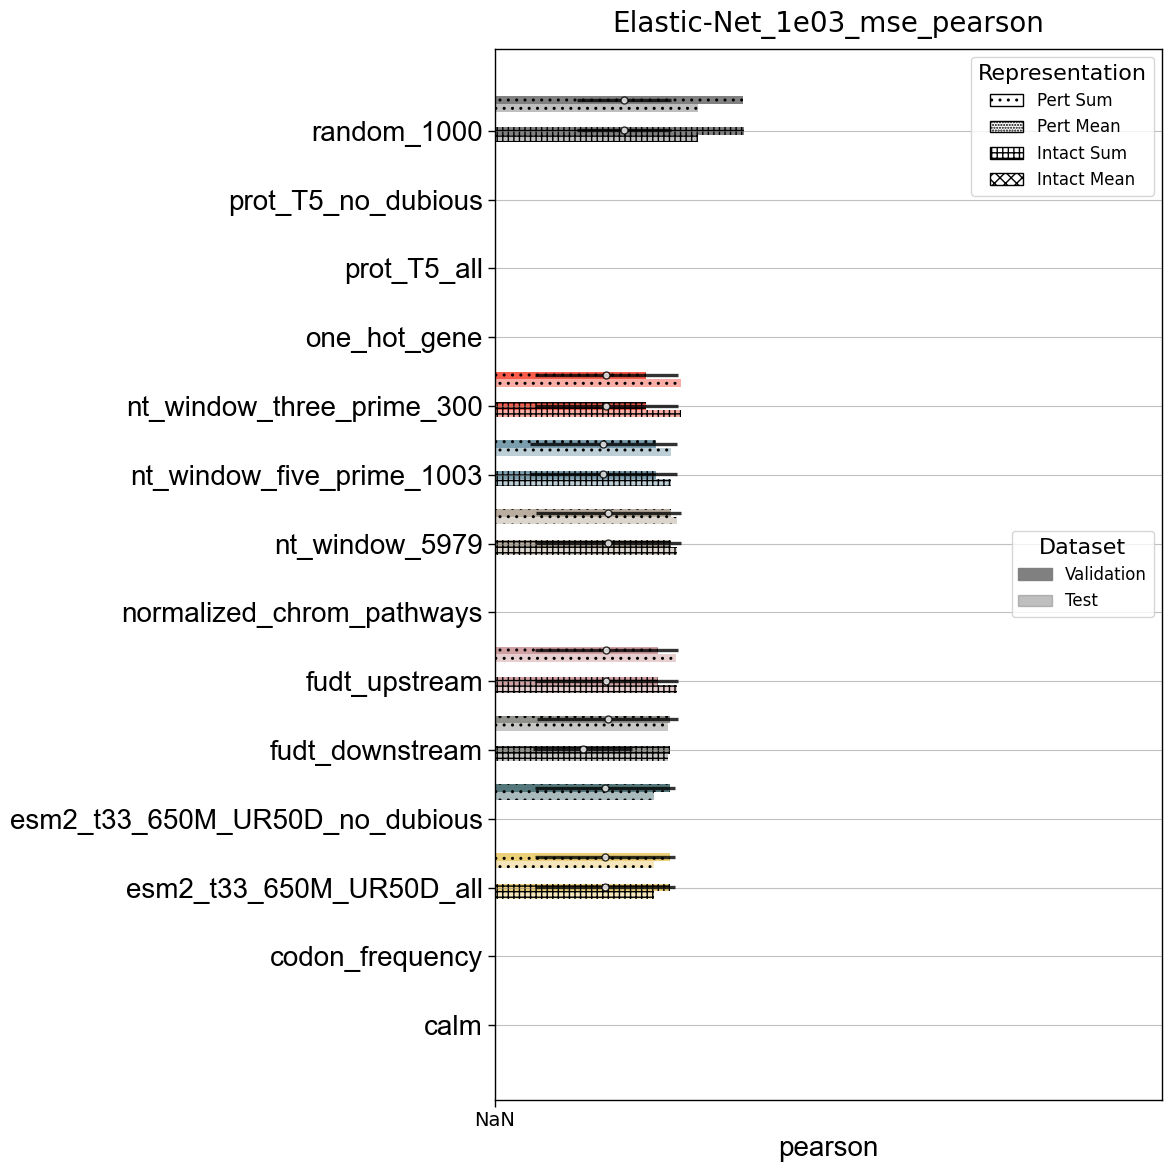 Elastic-Net_1e03_mse_pearson
Representation
Pert Sum
Pert Mean
Intact Sum
Intact Mean
random_1000
prot_T5_no_dubious
prot_T5_all
one_hot_gene
nt_window_three_prime_300
nt_window_five_prime_1003
nt_window_5979
Dataset
Validation
Test
normalized_chrom_pathways
fudt_upstream
fudt_downstream
esm2_t33_650M_UR50D_no_dubious
esm2_t33_650M_UR50D_all
codon_frequency
calm
NaN
pearson